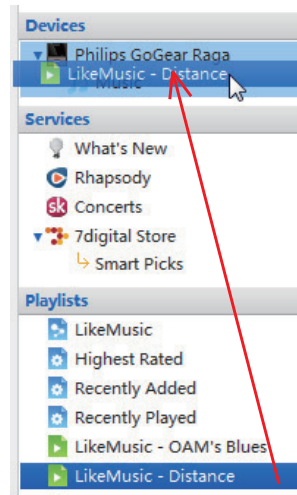 Devices
Philips GoGear Raga
LikeMusic - Distance
Music
Services
What's New
Rhapsody
sk Concerts
7digital Store
Smart Picks
Playlists
LikeMusic
Highest Rated
Recently Added
Recently Played
LikeMusic - OAM's Blues
LikeMusic - Distance